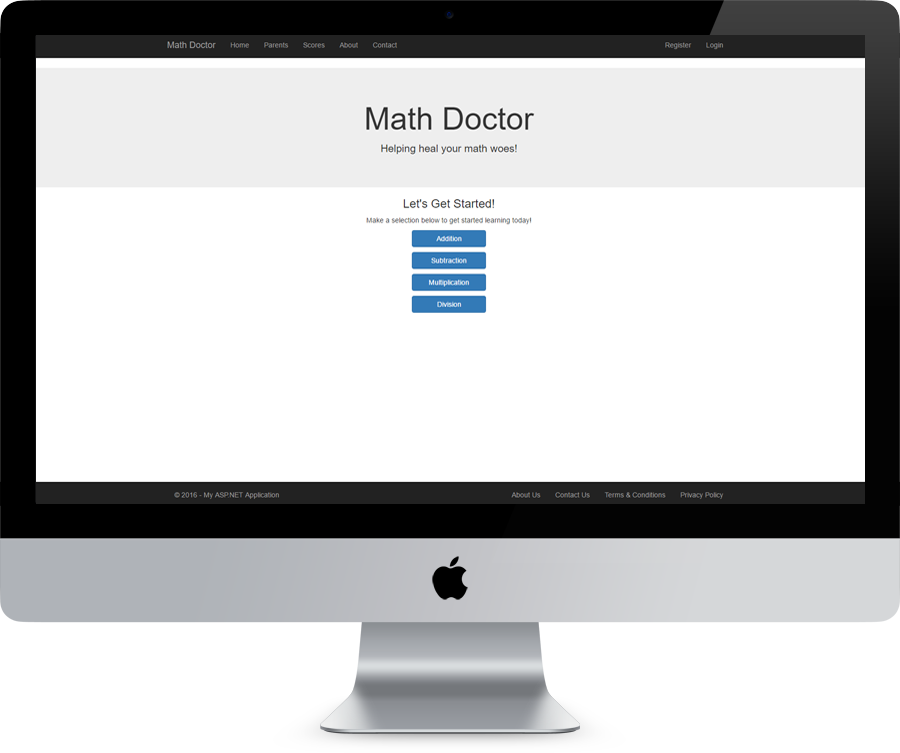 Math Doctor Home Parents Scores About Contact Register Login
Math Doctor
Helping heal your math woes!
Let's Get Started!
Make a selection below to get started learning today!
Addition
Subtraction
Multiplication
Division
© 2016 - My ASP.NET Application About Us Contact Us Terms & Conditions Privacy Policy